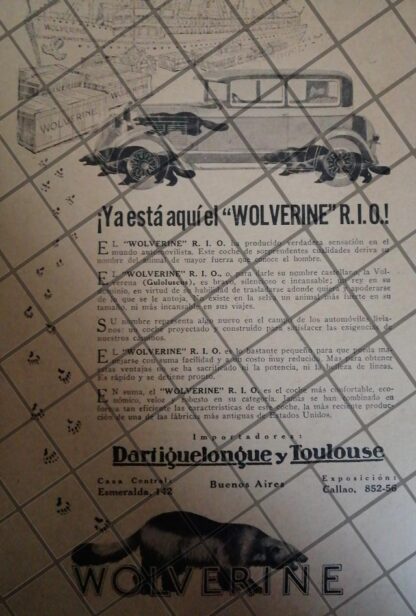 WOLVERINE
WOLVERINE
¡Ya está aquí el "WOLVERINE" R.I.O.!
EL "WOLVERINE" R. I. O. ha producido verdadera sensación en el
mundo automovilista. Este coche de sorprendentes cualidades deriva su
nombre del animal de mayor fuerza que conoce el hombre.
EL "WOLVERINE" R. I. O., o, para darle su nombre castellano, la Vol-
verena (Guloluscus), es bravo, silencioso e incansable; es rey en su
dominio, en virtud de su habilidad de trasladarse adonde quiera y apoderarse
de lo que se le antoja. No existe en la selva un animal más fuerte en su
tamaño, ni más incansable en sus viajes.
SU nombre representa algo nuevo en el campo de los automóviles livia-
nos: un coche proyectado y construído para satisfacer las exigencias de
nuestros caminos.
EL "WOLVERINE" R. I. O. es lo bastante pequeño para que pueda ma-
nejarse con suma facilidad y a un costo muy reducido. Mas para obtener
estas ventajas no se ha sacrificado ni la potencia, ni la belleza de líneas.
Es rápido y se detiene pronto.
EN suma, el "WOLVERINE" R. I. O. es el coche más confortable, eco-
nómico, veloz y robusto en su categoría. Jamás se han combinado en
forma tan eficiente las características de este coche, la más reciente produc-
ción de una de las fábricas más antiguas de Estados Unidos.
Importadores:
Dartiguelongue y Toulouse
Casa Central:
Esmeralda, 142
Buenos Aires
Exposición:
Callao, 852-56
WOLVERINE